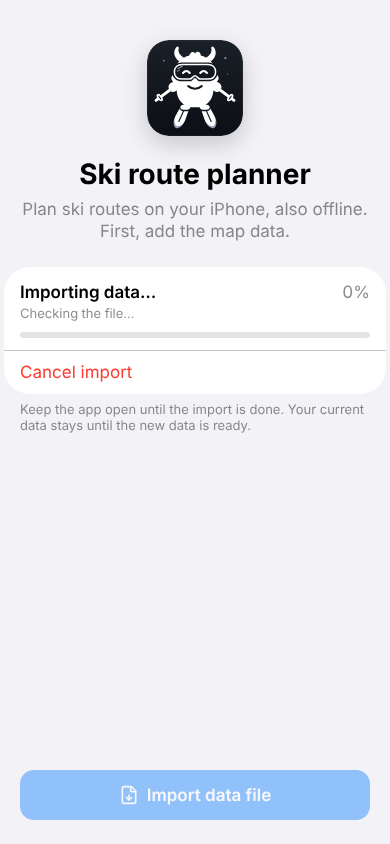 Ski route planner
Plan ski routes on your iPhone, also offline.
First, add the map data.
Importing data...
0%
Checking the file...
Cancel import
Keep the app open until the import is done. Your current
data stays until the new data is ready.
Import data file